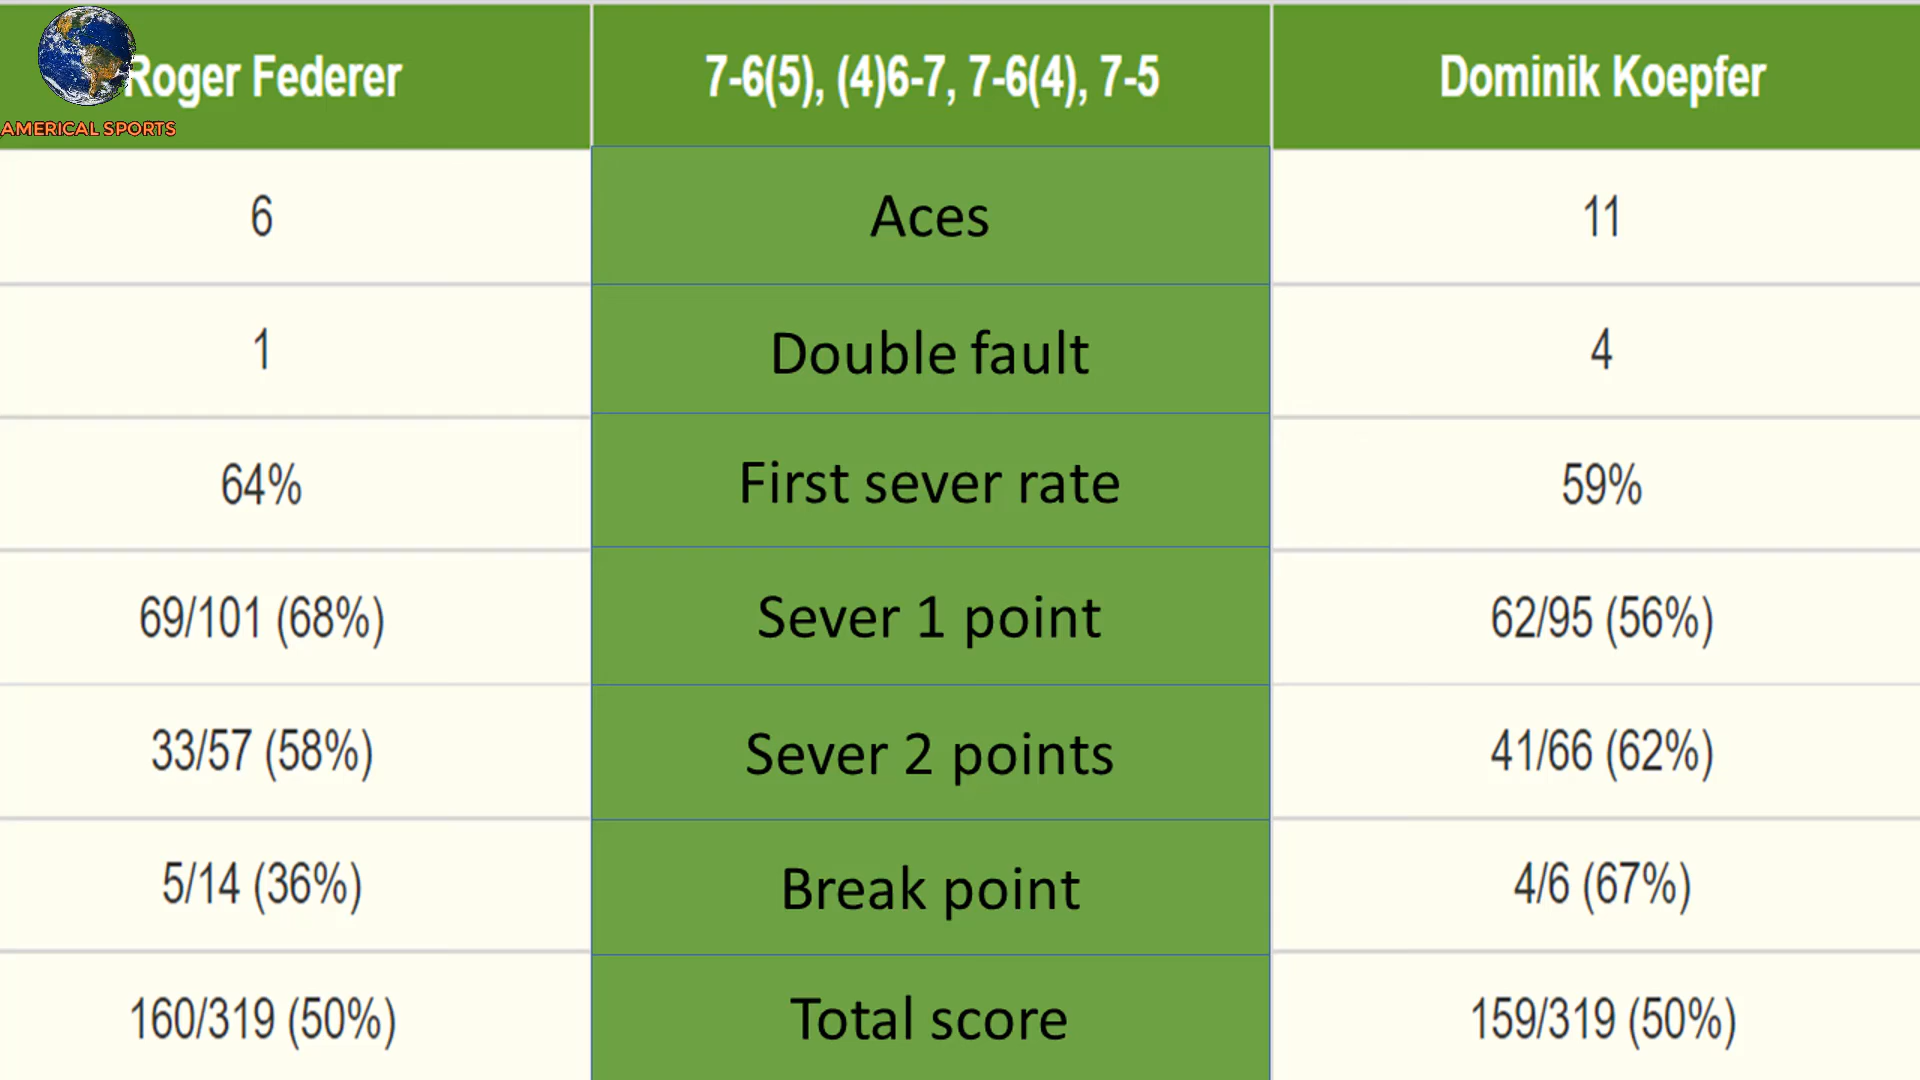 Roger Federer 7-6(5), (4)6-7, 7-6(4), 7-5 Dominik Koepfer
AMERICAL SPORTS
6 Aces 11
1 Double fault 4
64% First sever rate 59%
69/101 (68%) Sever 1 point 62/95 (56%)
33/57 (58%) Sever 2 points 41/66 (62%)
5/14 (36%) Break point 4/6 (67%)
160/319 (50%) Total score 159/319 (50%)